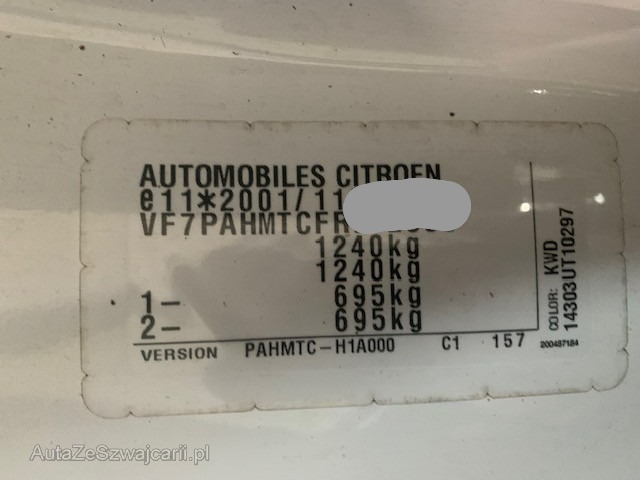 AUTOMOBILES CITROEN
e11*2001/11
VF7PAHMTCFR
1240kg
1240kg
1- 695kg
2- 695kg
VERSION PAHMTC-H1A000 C1 157
COLOR: KWD
14303UT10297
200487184
AutaZeSzwajcarii.pl